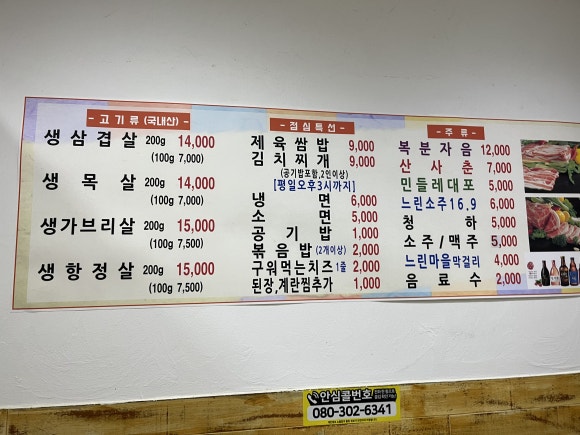 - 고기류 (국내산) -
생삼겹살 200g 14,000
(100g 7,000)
생목살 200g 14,000
(100g 7,000)
생가브리살 200g 15,000
(100g 7,500)
생항정살 200g 15,000
(100g 7,500)
- 점심특선 -
제육쌈밥 9,000
김치찌개 9,000
(공기밥포함,2인이상)
[평일오후3시까지]
냉면 6,000
소면 5,000
공기밥 1,000
볶음밥 (2개이상) 2,000
구워먹는치즈 1줄 2,000
된장,계란찜추가 1,000
- 주류 -
복분자음 12,000
산사춘 7,000
민들레대포 5,000
느린소주16.9 6,000
청하 5,000
소주/맥주 5,000
느린마을막걸리 4,000
음료수 2,000
안심콜번호
080-302-6341